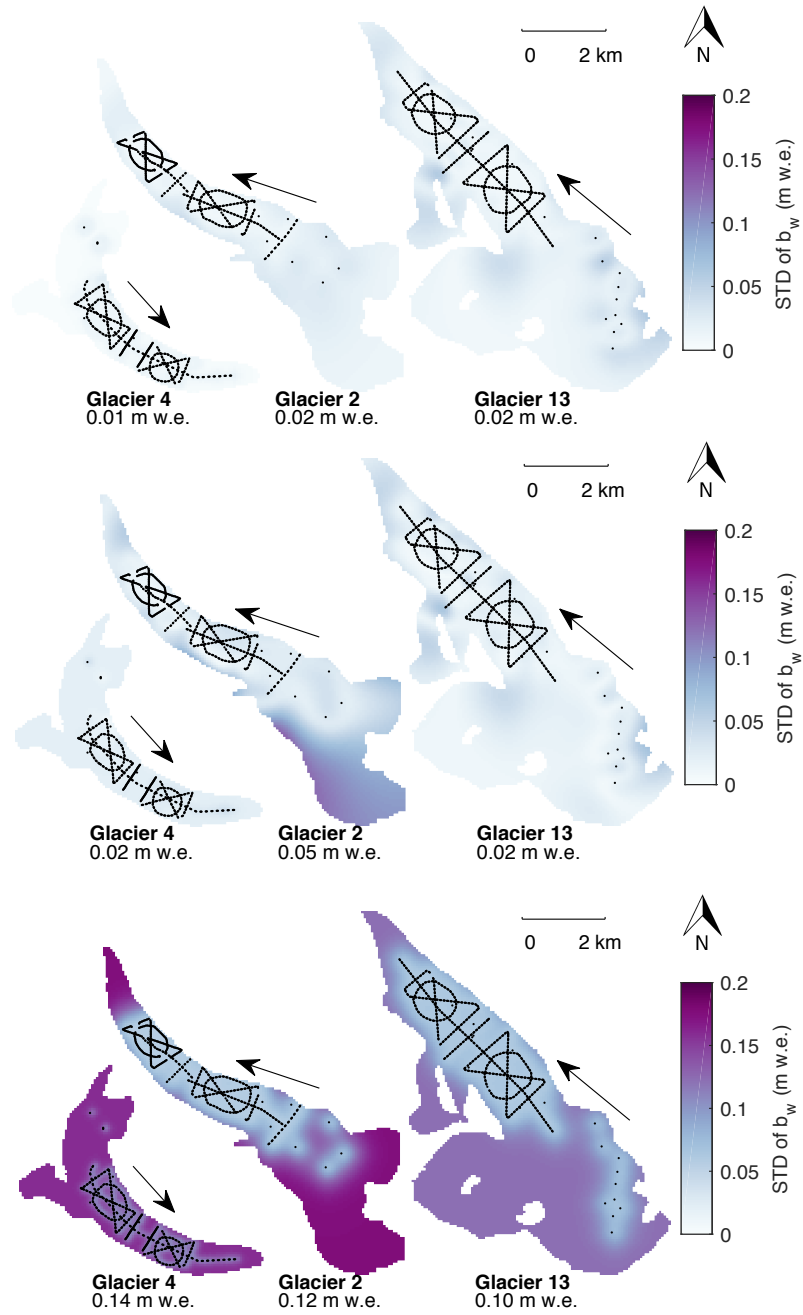 0 2 km
N
0.2
0.15
0.1
0.05
0
STD of b_w (m w.e.)
Glacier 4
0.01 m w.e.
Glacier 2
0.02 m w.e.
Glacier 13
0.02 m w.e.
0 2 km
N
0.2
0.15
0.1
0.05
0
STD of b_w (m w.e.)
Glacier 4
0.02 m w.e.
Glacier 2
0.05 m w.e.
Glacier 13
0.02 m w.e.
0 2 km
N
0.2
0.15
0.1
0.05
0
STD of b_w (m w.e.)
Glacier 4
0.14 m w.e.
Glacier 2
0.12 m w.e.
Glacier 13
0.10 m w.e.